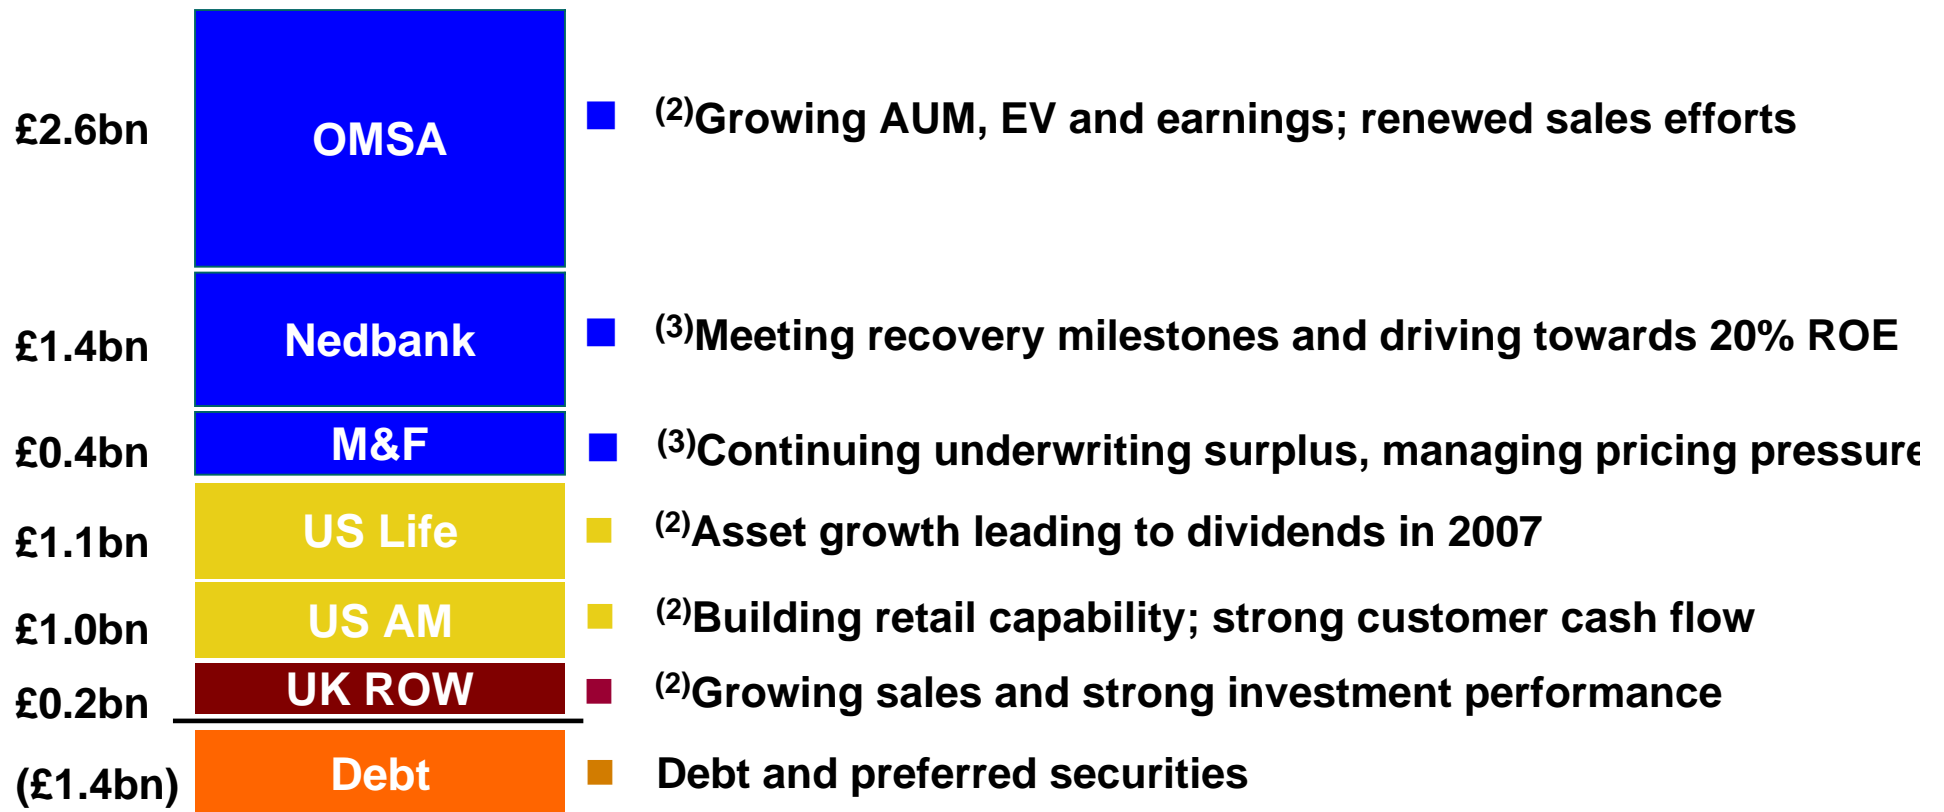 £2.6bn OMSA (2)Growing AUM, EV and earnings; renewed sales efforts
£1.4bn Nedbank (3)Meeting recovery milestones and driving towards 20% ROE
£0.4bn M&F (3)Continuing underwriting surplus, managing pricing pressure
£1.1bn US Life (2)Asset growth leading to dividends in 2007
£1.0bn US AM (2)Building retail capability; strong customer cash flow
£0.2bn UK ROW (2)Growing sales and strong investment performance
(£1.4bn) Debt Debt and preferred securities